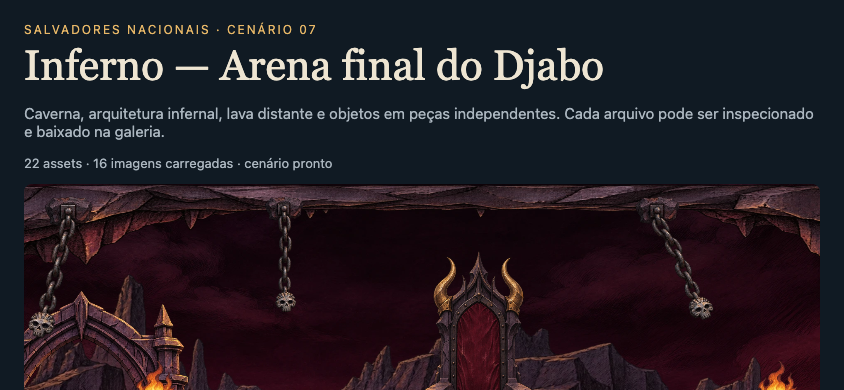 SALVADORES NACIONAIS · CENÁRIO 07
Inferno — Arena final do Djabo
Caverna, arquitetura infernal, lava distante e objetos em peças independentes. Cada arquivo pode ser inspecionado
e baixado na galeria.
22 assets · 16 imagens carregadas · cenário pronto